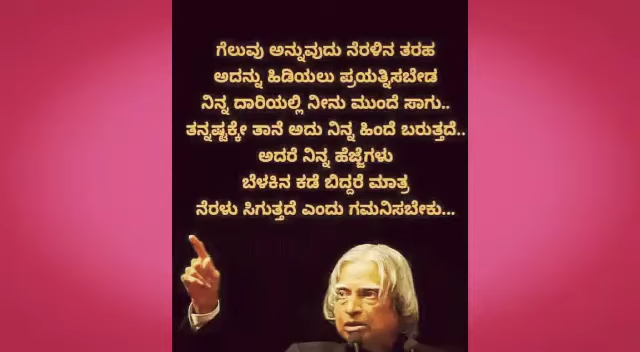 ಗೆಲುವು ಅನ್ನುವುದು ನೆರಳಿನ ತರಹ
ಅದನ್ನು ಹಿಡಿಯಲು ಪ್ರಯತ್ನಿಸಬೇಡ
ನಿನ್ನ ದಾರಿಯಲ್ಲಿ ನೀನು ಮುಂದೆ ಸಾಗು..
ತನ್ನಷ್ಟಕ್ಕೇ ತಾನೆ ಅದು ನಿನ್ನ ಹಿಂದೆ ಬರುತ್ತದೆ..
ಅದರೆ ನಿನ್ನ ಹೆಜ್ಜೆಗಳು
ಬೆಳಕಿನ ಕಡೆ ಬಿದ್ದರೆ ಮಾತ್ರ
ನೆರಳು ಸಿಗುತ್ತದೆ ಎಂದು ಗಮನಿಸಬೇಕು...